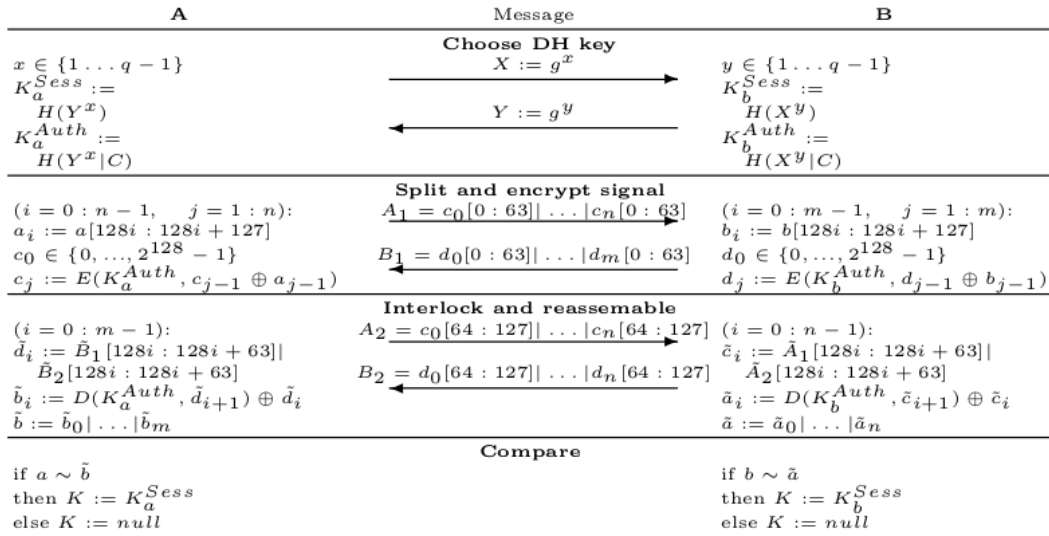 A Message B
Choose DH key
x ∈ {1 . . . q − 1} X := g^x y ∈ {1 . . . q − 1}
K_a^{Sess} := K_b^{Sess} :=
H(Y^x) Y := g^y H(X^y)
K_a^{Auth} := K_b^{Auth} :=
H(Y^x|C) H(X^y|C)
Split and encrypt signal
(i = 0 : n − 1, j = 1 : n): A_1 = c_0[0 : 63]| . . . |c_n[0 : 63] (i = 0 : m − 1, j = 1 : m):
a_i := a[128i : 128i + 127] b_i := b[128i : 128i + 127]
c_0 ∈ {0, ..., 2^{128} − 1} B_1 = d_0[0 : 63]| . . . |d_m[0 : 63] d_0 ∈ {0, ..., 2^{128} − 1}
c_j := E(K_a^{Auth}, c_{j−1} ⊕ a_{j−1}) d_j := E(K_b^{Auth}, d_{j−1} ⊕ b_{j−1})
Interlock and reassemable
(i = 0 : m − 1): A_2 = c_0[64 : 127]| . . . |c_n[64 : 127] (i = 0 : n − 1):
d̃_i := B̃_1[128i : 128i + 63]| c̃_i := Ã_1[128i : 128i + 63]|
B̃_2[128i : 128i + 63] B_2 = d_0[64 : 127]| . . . |d_n[64 : 127] Ã_2[128i : 128i + 63]
b̃_i := D(K_a^{Auth}, d̃_{i+1}) ⊕ d̃_i ã_i := D(K_b^{Auth}, c̃_{i+1}) ⊕ c̃_i
b̃ := b̃_0| . . . |b̃_m ã := ã_0| . . . |ã_n
Compare
if a ∼ b̃ if b ∼ ã
then K := K_a^{Sess} then K := K_b^{Sess}
else K := null else K := null